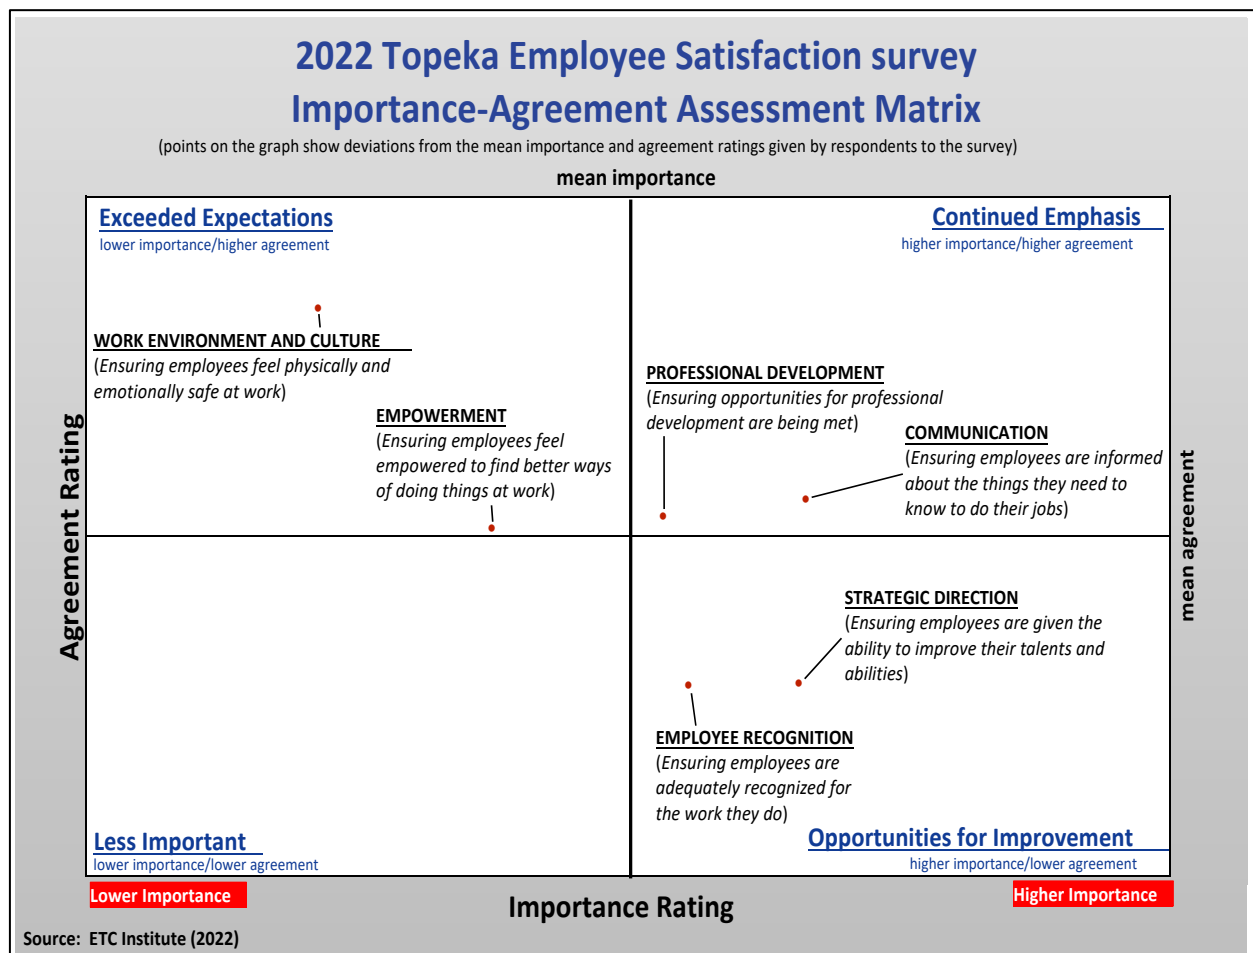 2022 Topeka Employee Satisfaction survey
Importance-Agreement Assessment Matrix
(points on the graph show deviations from the mean importance and agreement ratings given by respondents to the survey)
mean importance
Exceeded Expectations
lower importance/higher agreement
Continued Emphasis
higher importance/higher agreement
WORK ENVIRONMENT AND CULTURE
(Ensuring employees feel physically and
emotionally safe at work)
EMPOWERMENT
(Ensuring employees feel
empowered to find better ways
of doing things at work)
PROFESSIONAL DEVELOPMENT
(Ensuring opportunities for professional
development are being met)
COMMUNICATION
(Ensuring employees are informed
about the things they need to
know to do their jobs)
Agreement Rating
mean agreement
STRATEGIC DIRECTION
(Ensuring employees are given the
ability to improve their talents and
abilities)
EMPLOYEE RECOGNITION
(Ensuring employees are
adequately recognized for
the work they do)
Less Important
lower importance/lower agreement
Opportunities for Improvement
higher importance/lower agreement
Lower Importance
Importance Rating
Higher Importance
Source: ETC Institute (2022)